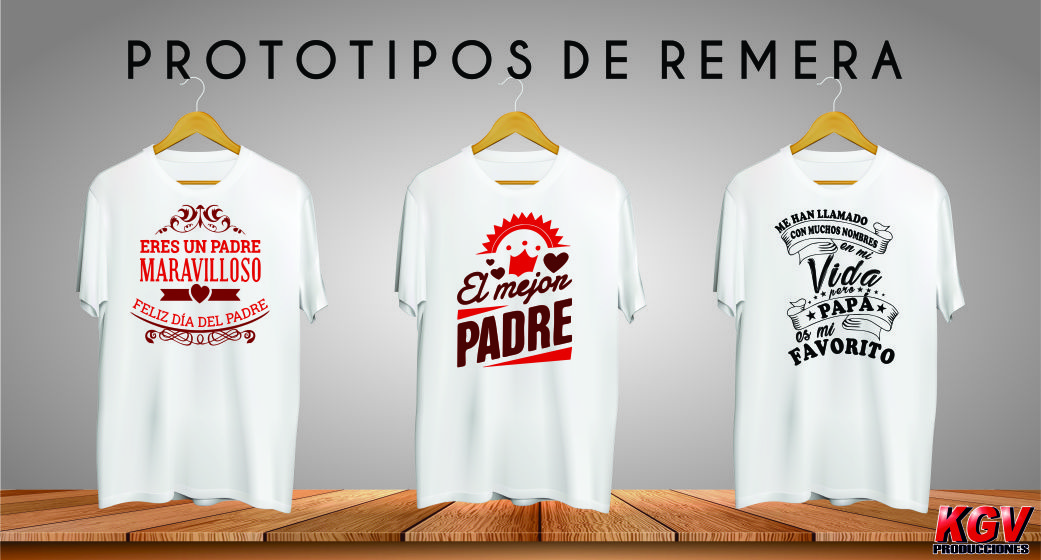 PROTOTIPOS DE REMERA
ERES UN PADRE
MARAVILLOSO
FELIZ DÍA DEL PADRE
El mejor
PADRE
ME HAN LLAMADO
CON MUCHOS NOMBRES
en mi
Vida
pero
PAPÁ
es mi
FAVORITO
KGV
PRODUCCIONES